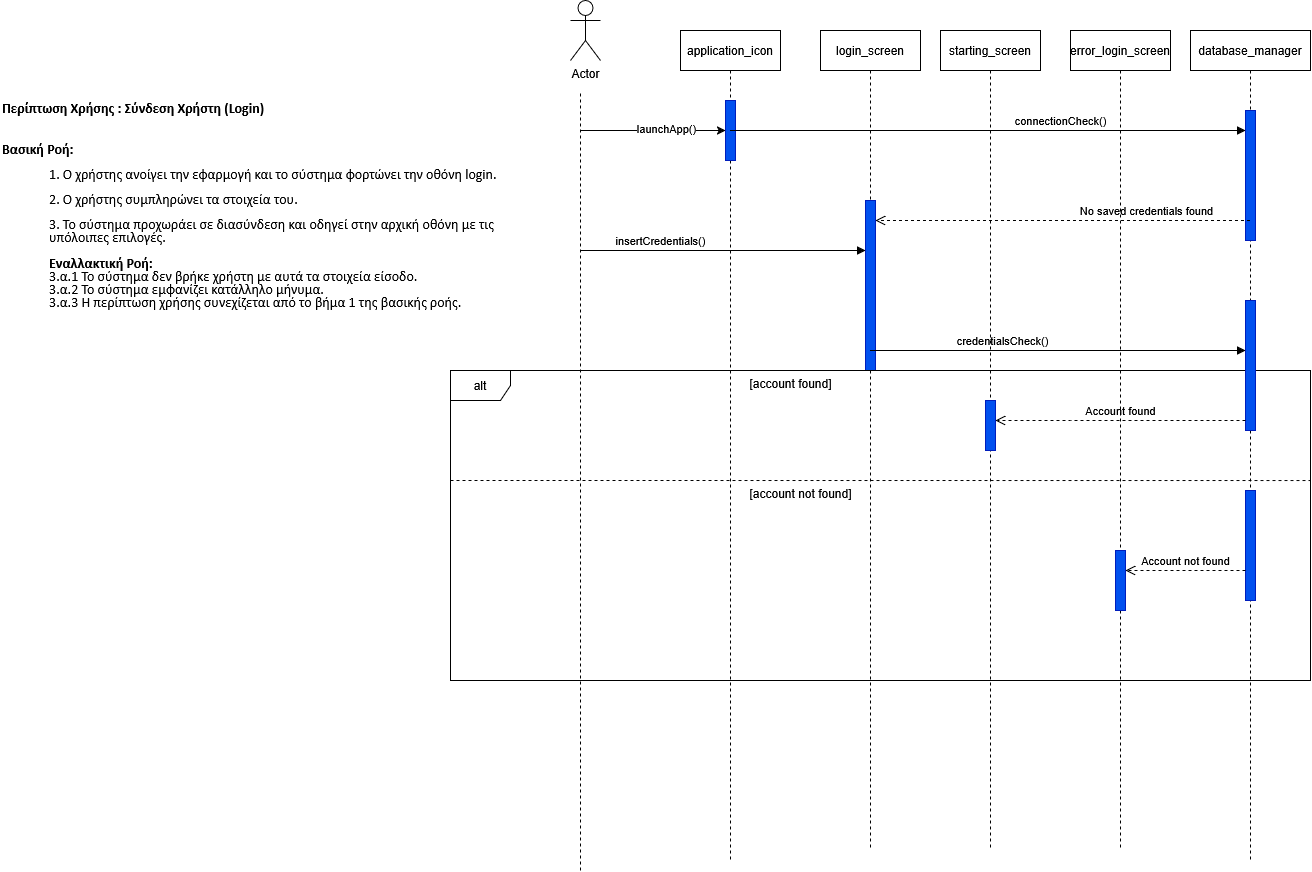 Actor
application_icon
login_screen
starting_screen
error_login_screen
database_manager
Περίπτωση Χρήσης : Σύνδεση Χρήστη (Login)
Βασική Ροή:
1. Ο χρήστης ανοίγει την εφαρμογή και το σύστημα φορτώνει την οθόνη login.
2. Ο χρήστης συμπληρώνει τα στοιχεία του.
3. Το σύστημα προχωράει σε διασύνδεση και οδηγεί στην αρχική οθόνη με τις
υπόλοιπες επιλογές.
Εναλλακτική Ροή:
3.α.1 Το σύστημα δεν βρήκε χρήστη με αυτά τα στοιχεία είσοδο.
3.α.2 Το σύστημα εμφανίζει κατάλληλο μήνυμα.
3.α.3 Η περίπτωση χρήσης συνεχίζεται από το βήμα 1 της βασικής ροής.
launchApp()
connectionCheck()
No saved credentials found
insertCredentials()
credentialsCheck()
alt
[account found]
Account found
[account not found]
Account not found